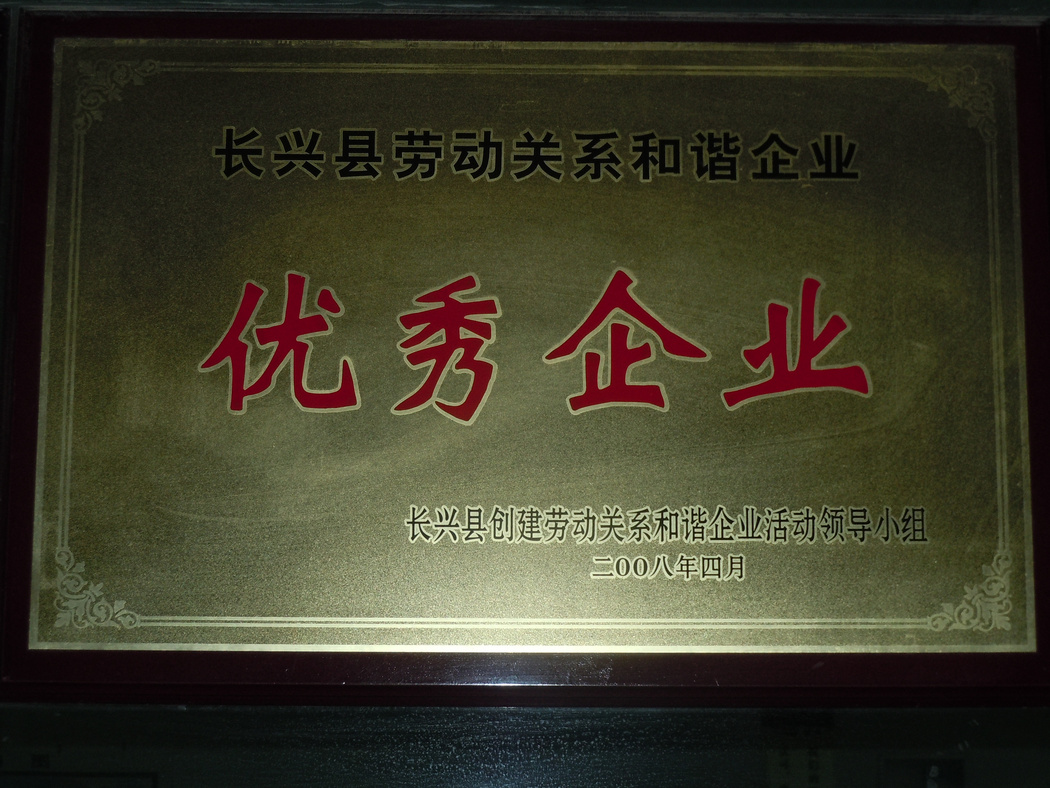 长兴县劳动关系和谐企业
优秀企业
长兴县创建劳动关系和谐企业活动领导小组
二OO八年四月